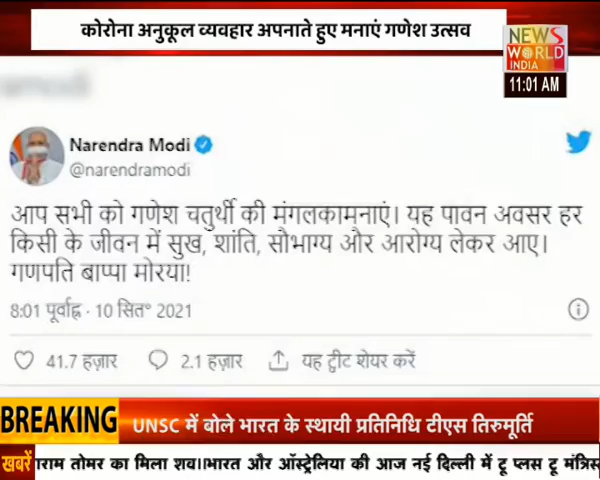 कोरोना अनुकूल व्यवहार अपनाते हुए मनाएं गणेश उत्सव
NEWS
WORLD
INDIA
11:01 AM
Narendra Modi
@narendramodi
आप सभी को गणेश चतुर्थी की मंगलकामनाएं। यह पावन अवसर हर
किसी के जीवन में सुख, शांति, सौभाग्य और आरोग्य लेकर आए।
गणपति बाप्पा मोरया!
8:01 पूर्वाह्न · 10 सित॰ 2021
41.7 हज़ार 2.1 हज़ार यह ट्वीट शेयर करें
BREAKING UNSC में बोले भारत के स्थायी प्रतिनिधि टीएस तिरुमूर्ति
खबरें तोमर का मिला शव।।भारत और ऑस्ट्रेलिया की आज नई दिल्ली में टू प्लस टू